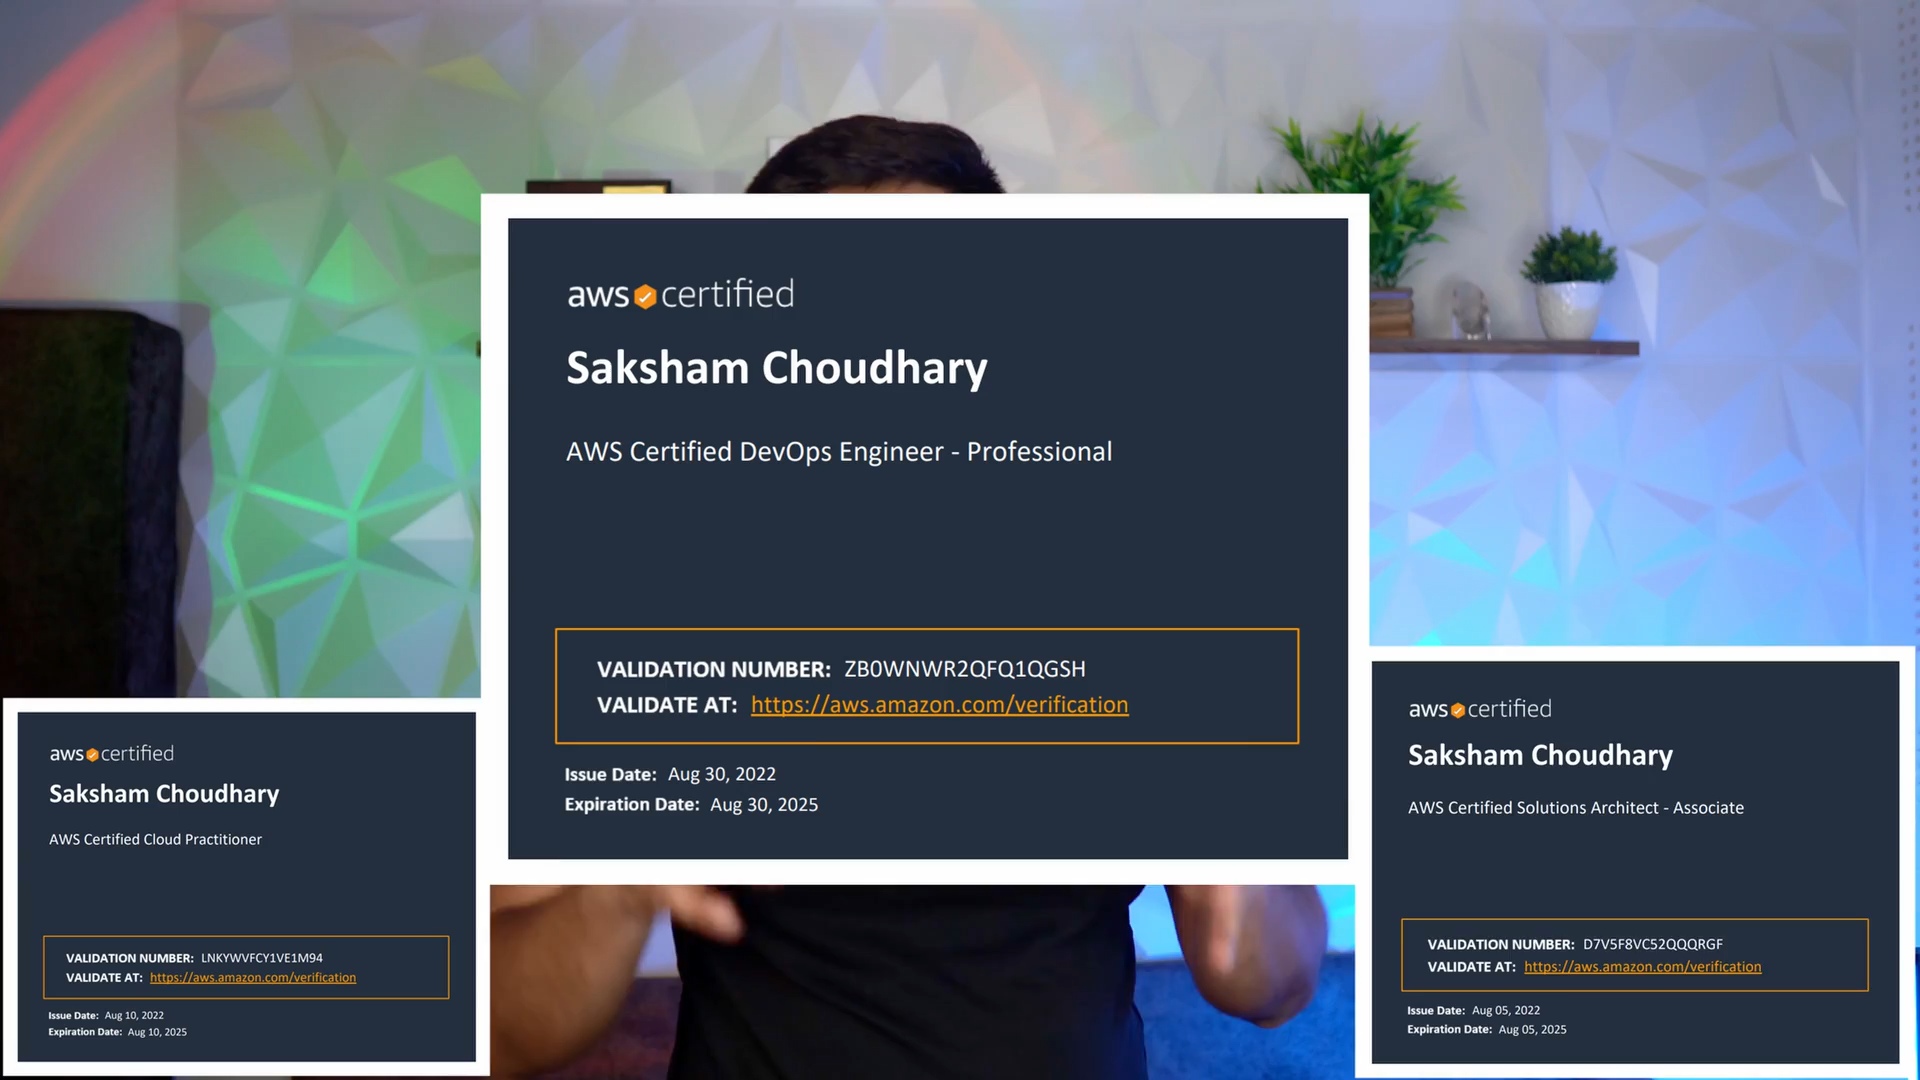 aws certified
Saksham Choudhary
AWS Certified DevOps Engineer - Professional
VALIDATION NUMBER: ZB0WNWR2QFQ1QGSH
VALIDATE AT: https://aws.amazon.com/verification
Issue Date: Aug 30, 2022
Expiration Date: Aug 30, 2025
aws certified
Saksham Choudhary
AWS Certified Cloud Practitioner
VALIDATION NUMBER: LNKYWVFCY1VE1M94
VALIDATE AT: https://aws.amazon.com/verification
Issue Date: Aug 10, 2022
Expiration Date: Aug 10, 2025
aws certified
Saksham Choudhary
AWS Certified Solutions Architect - Associate
VALIDATION NUMBER: D7V5F8VC52QQQRGF
VALIDATE AT: https://aws.amazon.com/verification
Issue Date: Aug 05, 2022
Expiration Date: Aug 05, 2025